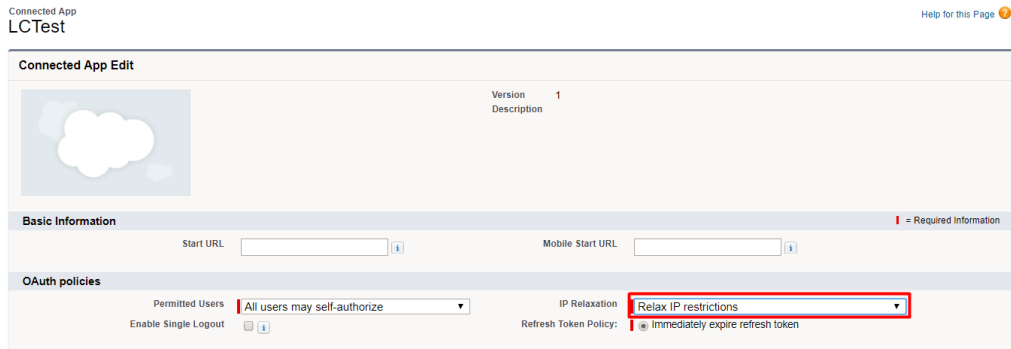 Connected App
LCTest
Help for this Page ?
Connected App Edit
Version 1
Description
Basic Information
= Required Information
Start URL i
Mobile Start URL i
OAuth policies
Permitted Users All users may self-authorize
IP Relaxation Relax IP restrictions
Enable Single Logout i
Refresh Token Policy: Immediately expire refresh token